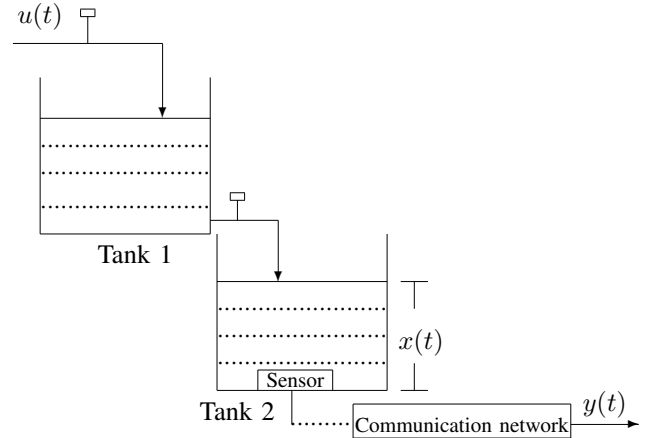 u(t)
Tank 1
x(t)
Sensor
Tank 2
y(t)
Communication network